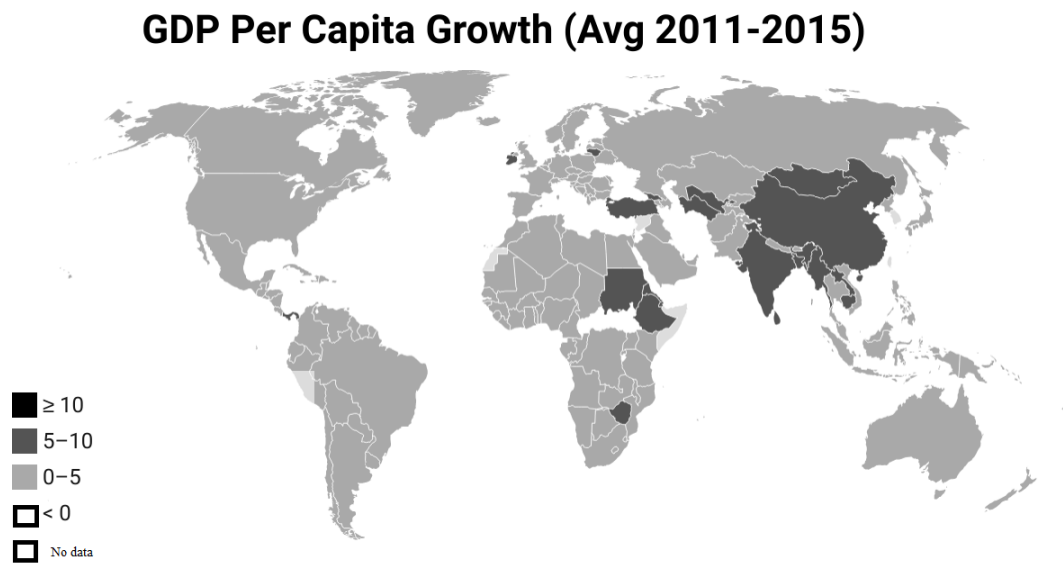 GDP Per Capita Growth (Avg 2011-2015)
≥ 10
5–10
0–5
< 0
No data